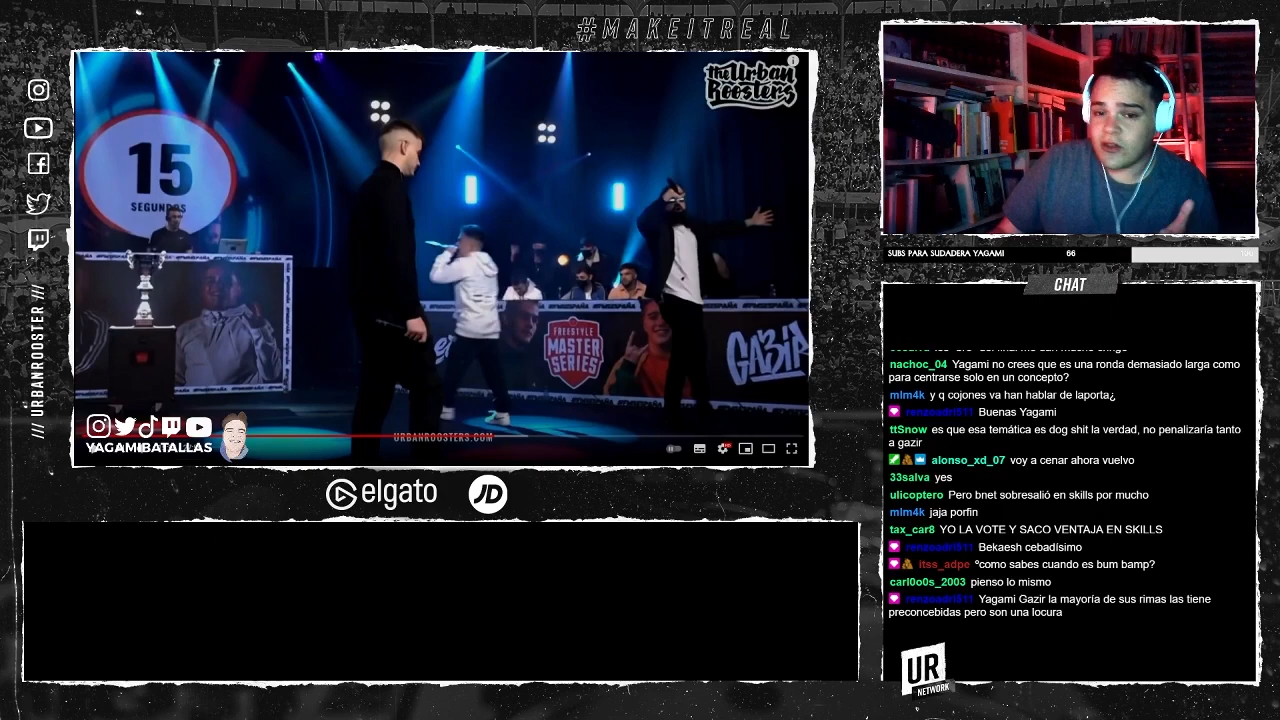 #MAKEITREAL
the Urban
Roosters
15
SEGUNDOS
FREESTYLE
MASTER
SERIES
GAZIR
/// URBANROOSTER ///
YAGAMIBATALLAS
URBANROOSTERS.COM
elgato
JD
SUBS PARA SUDADERA YAGAMI 66 100
CHAT
nachoc_04 Yagami no crees que es una ronda demasiado larga como
para centrarse solo en un concepto?
mlm4k y q cojones va han hablar de laporta¿
renzoadri511 Buenas Yagami
ttSnow es que esa temática es dog shit la verdad, no penalizaría tanto
a gazir
alonso_xd_07 voy a cenar ahora vuelvo
33salva yes
ulicoptero Pero bnet sobresalió en skills por mucho
mlm4k jaja porfin
tax_car8 YO LA VOTE Y SACO VENTAJA EN SKILLS
renzoadri511 Bekaesh cebadísimo
itss_adpe ºcomo sabes cuando es bum bamp?
carl0o0s_2003 pienso lo mismo
renzoadri511 Yagami Gazir la mayoría de sus rimas las tiene
preconcebidas pero son una locura
UR
NETWORK